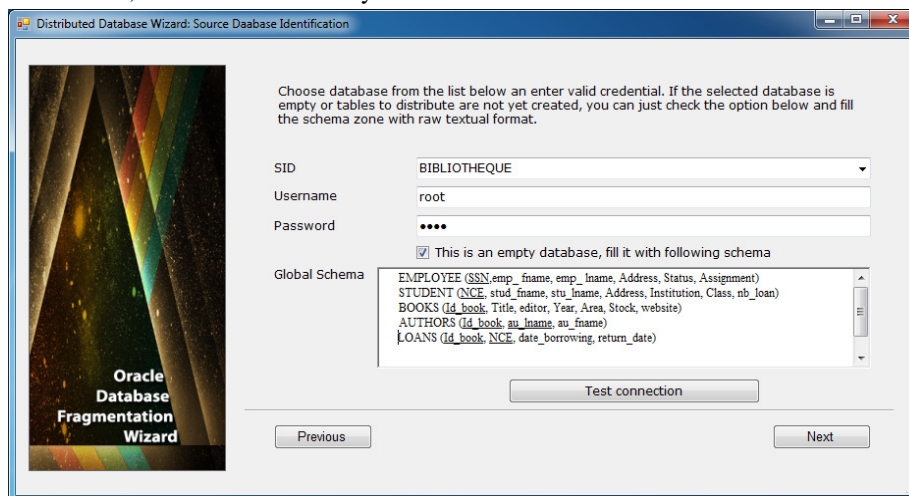 Distributed Database Wizard: Source Daabase Identification
Choose database from the list below an enter valid credential. If the selected database is
empty or tables to distribute are not yet created, you can just check the option below and fill
the schema zone with raw textual format.
SID BIBLIOTHEQUE
Username root
Password ••••
This is an empty database, fill it with following schema
Global Schema
EMPLOYEE (SSN,emp_ fname, emp_ lname, Address, Status, Assignment)
STUDENT (NCE, stud_fname, stu_lname, Address, Institution, Class, nb_loan)
BOOKS (Id_book, Title, editor, Year, Area, Stock, website)
AUTHORS (Id_book, au_lname, au_fname)
LOANS (Id_book, NCE, date_borrowing, return_date)
Test connection
Oracle
Database
Fragmentation
Wizard
Previous
Next